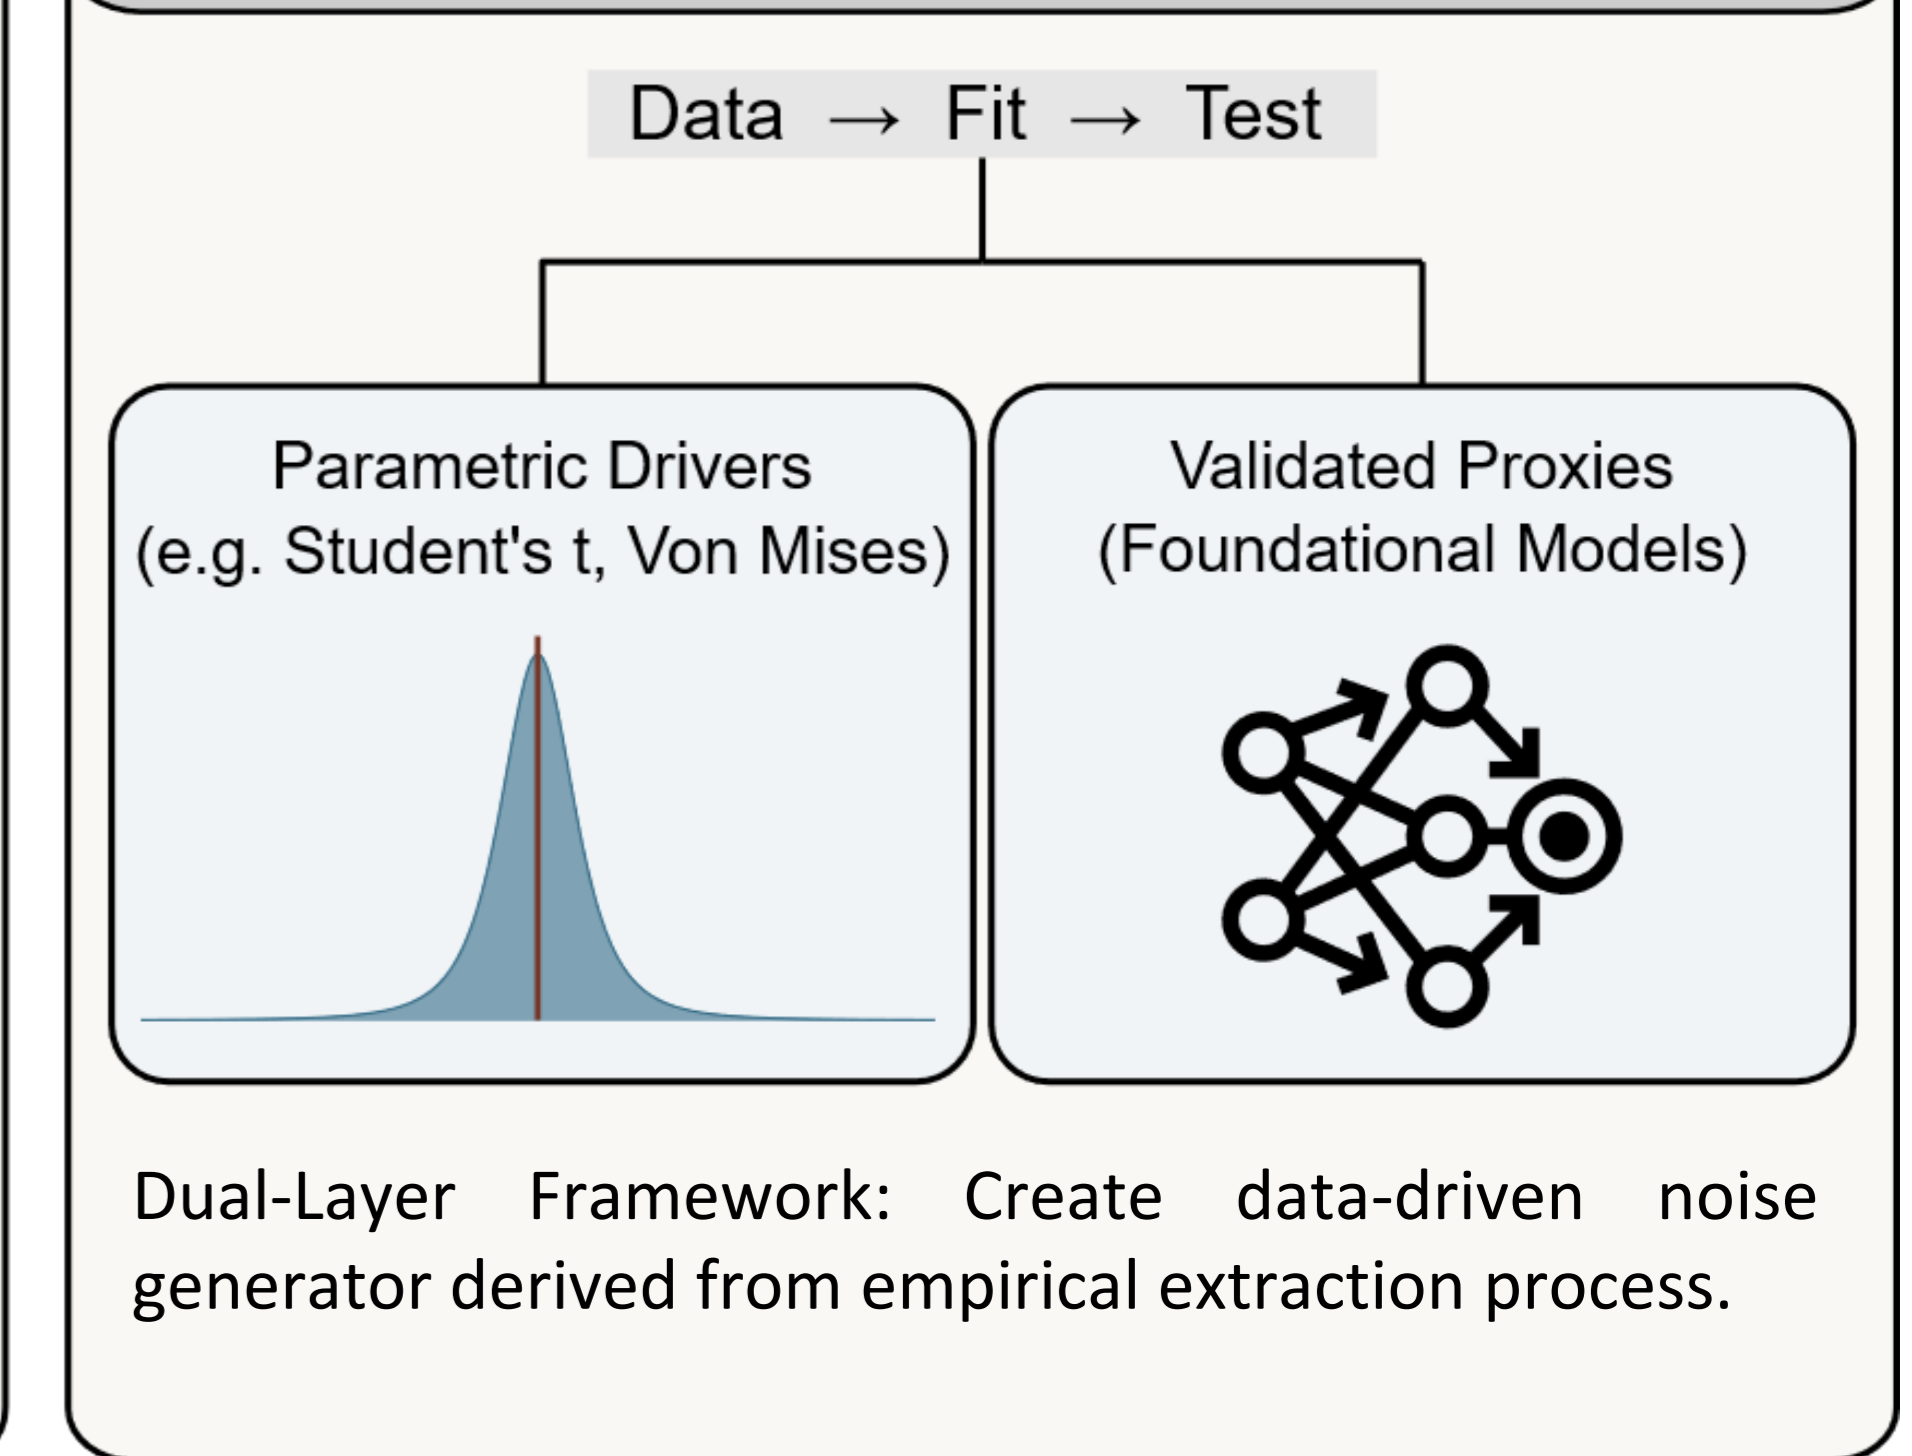 Data → Fit → Test
Parametric Drivers
(e.g. Student's t, Von Mises)
Validated Proxies
(Foundational Models)
Dual-Layer Framework: Create data-driven noise
generator derived from empirical extraction process.